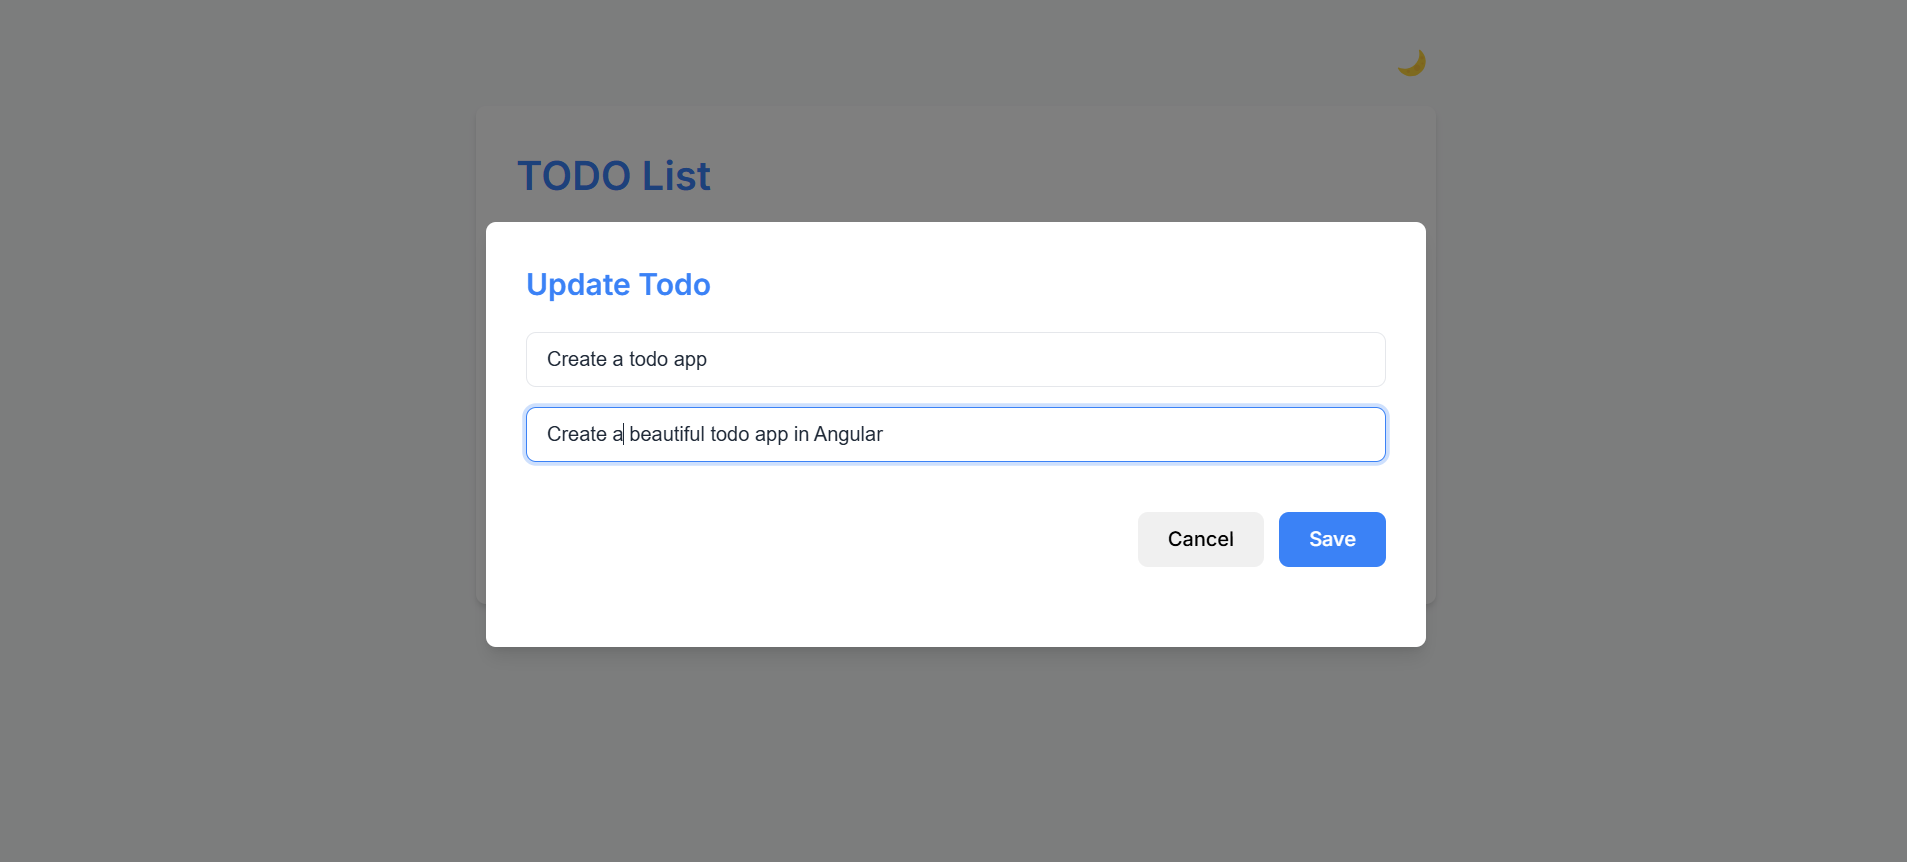 TODO List
Update Todo
Create a todo app
Create a beautiful todo app in Angular
Cancel
Save